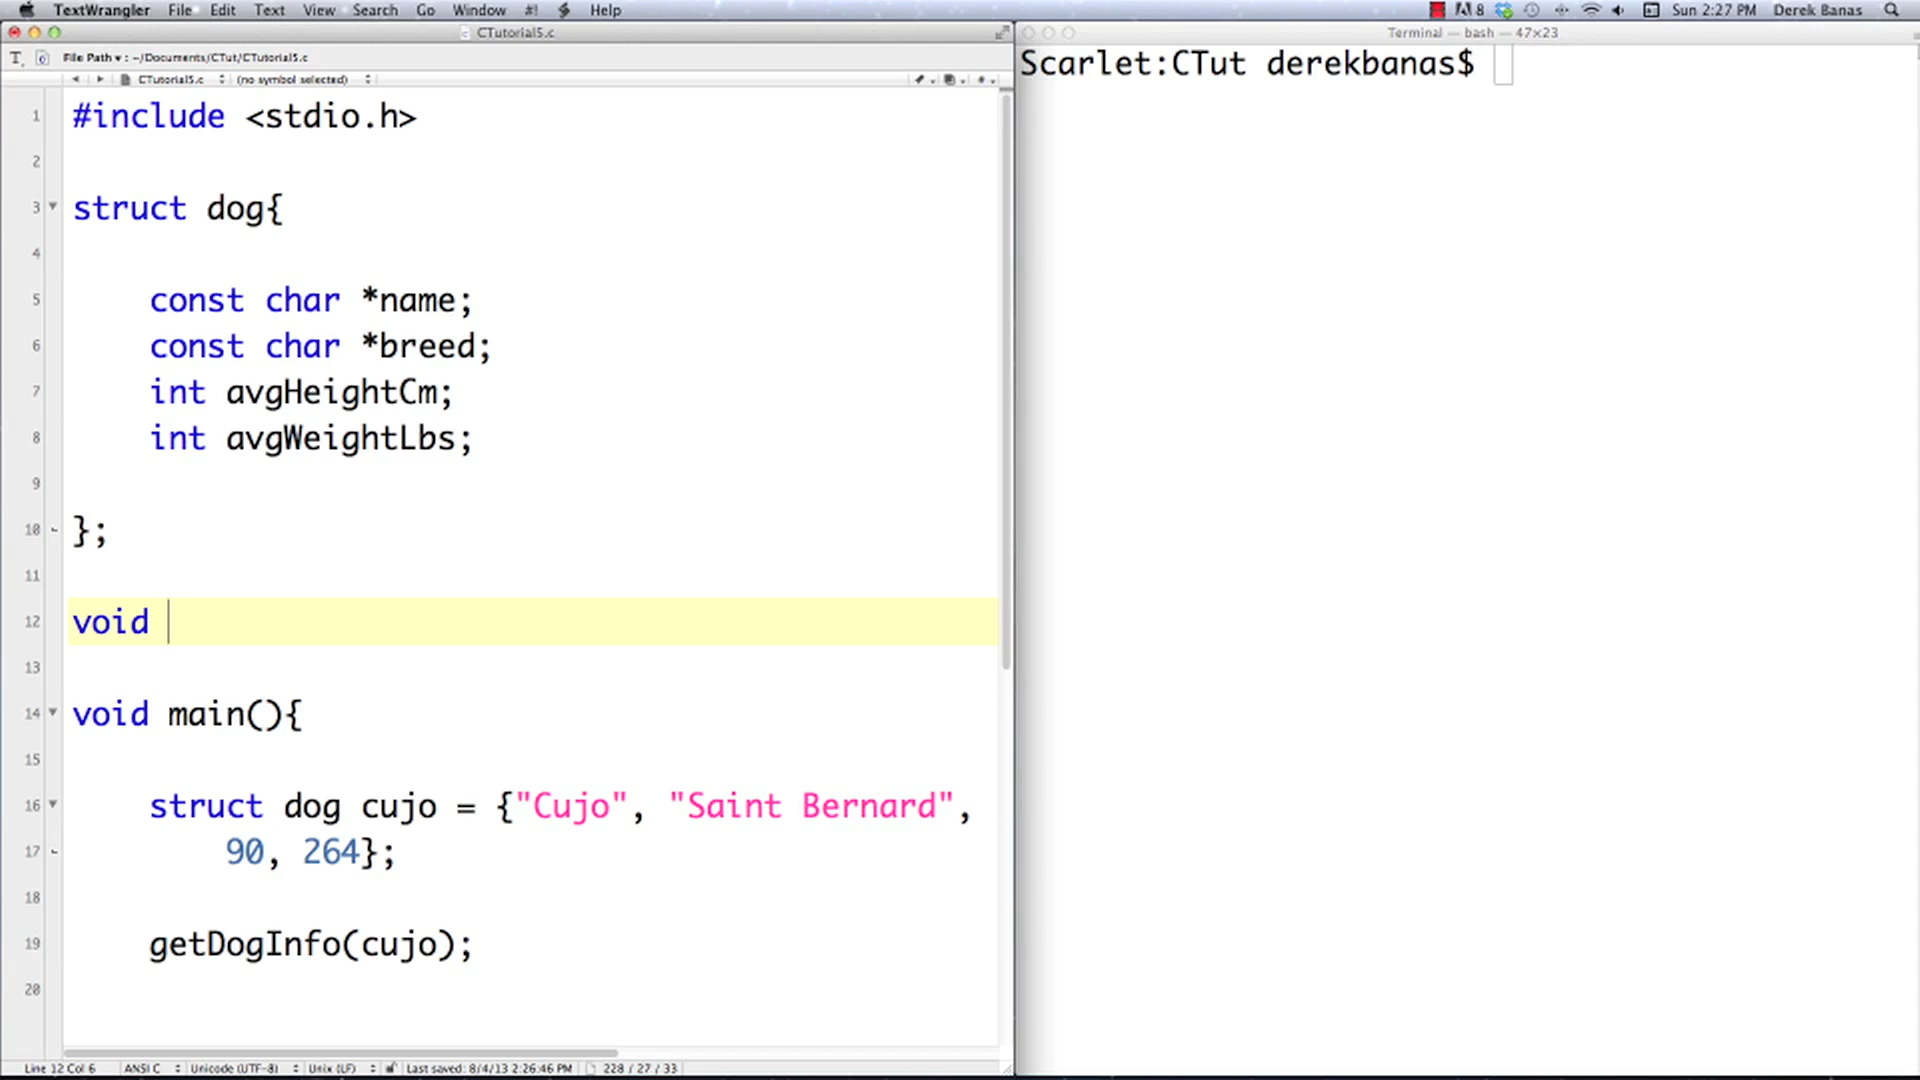 TextWrangler File Edit Text View Search Go Window #! Help
8 Sun 2:27 PM Derek Banas
CTutorial5.c
Terminal — bash — 47×23
File Path ▾ : ~/Documents/CTut/CTutorial5.c
CTutorial5.c (no symbol selected)
Scarlet:CTut derekbanas$
1 #include <stdio.h>
2
3 struct dog{
4
5 const char *name;
6 const char *breed;
7 int avgHeightCm;
8 int avgWeightLbs;
9
10 };
11
12 void
13
14 void main(){
15
16 struct dog cujo = {"Cujo", "Saint Bernard",
17 90, 264};
18
19 getDogInfo(cujo);
20
Line 12 Col 6 ANSI C Unicode (UTF-8) Unix (LF) Last saved: 8/4/13 2:26:46 PM 228 / 27 / 33